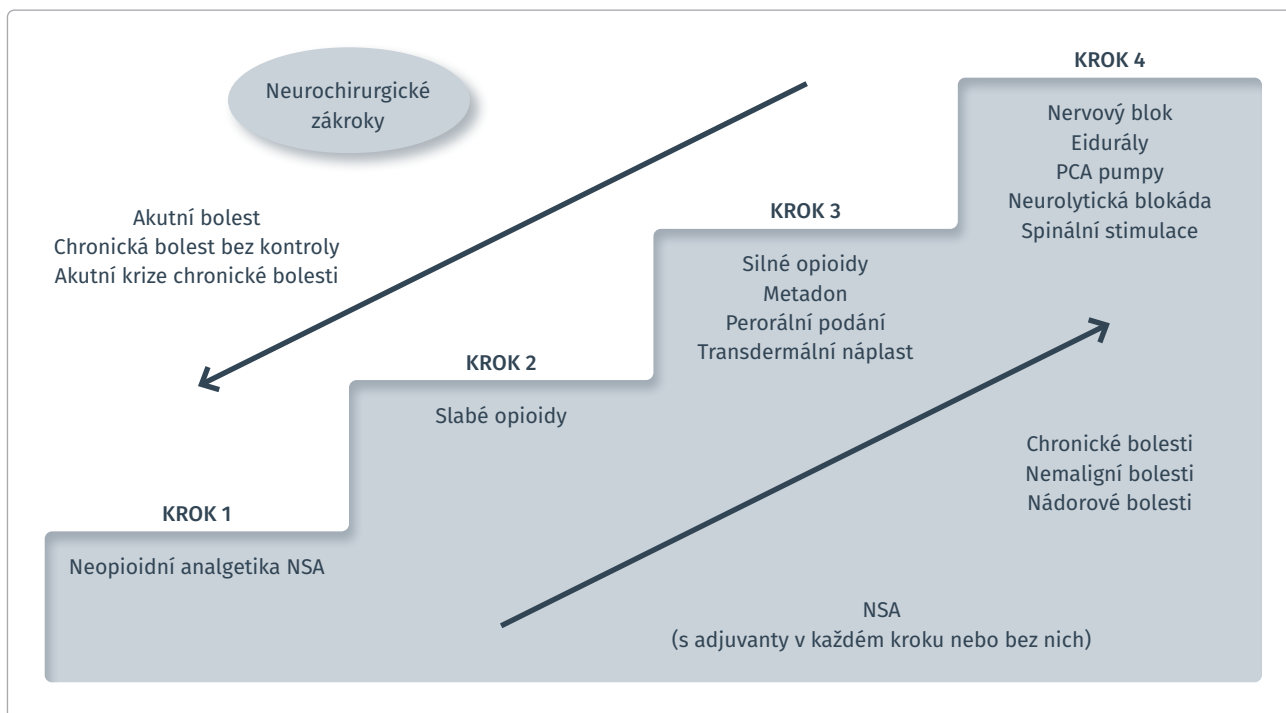 Neurochirurgické
zákroky
Akutní bolest
Chronická bolest bez kontroly
Akutní krize chronické bolesti
KROK 1
Neopioidní analgetika NSA
KROK 2
Slabé opioidy
KROK 3
Silné opioidy
Metadon
Perorální podání
Transdermální náplast
KROK 4
Nervový blok
Eidurály
PCA pumpy
Neurolytická blokáda
Spinální stimulace
Chronické bolesti
Nemaligní bolesti
Nádorové bolesti
NSA
(s adjuvanty v každém kroku nebo bez nich)